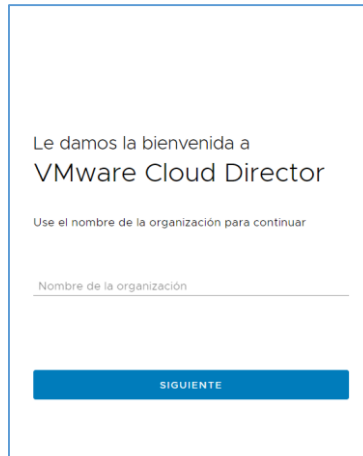 Le damos la bienvenida a
VMware Cloud Director
Use el nombre de la organización para continuar
Nombre de la organización
SIGUIENTE